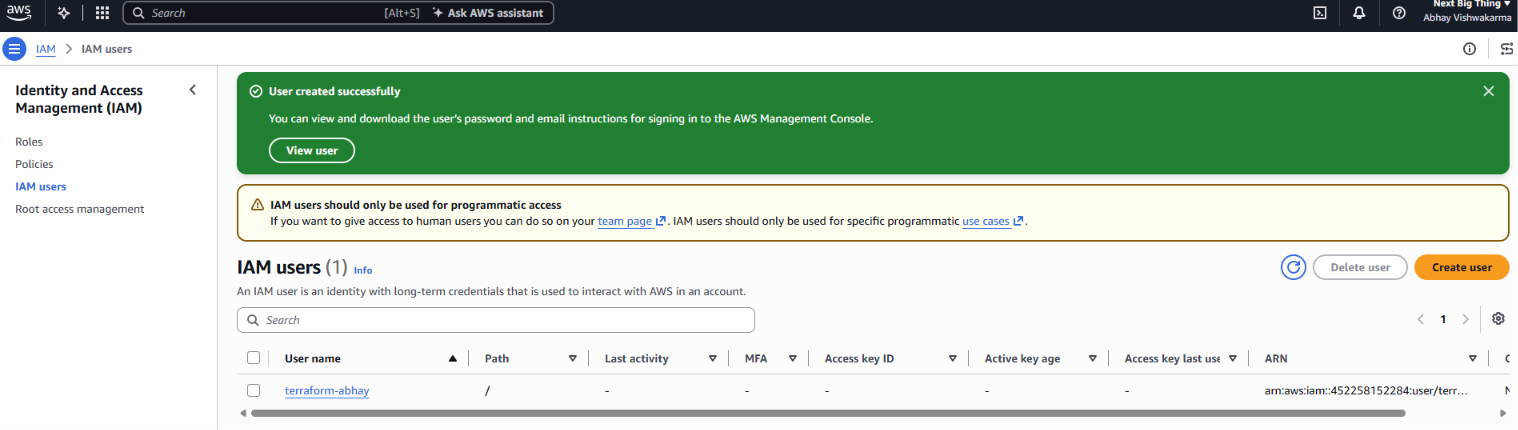 aws
Search [Alt+S] Ask AWS assistant
Next Big Thing ▼
Abhay Vishwakarma
IAM > IAM users
Identity and Access
Management (IAM)
Roles
Policies
IAM users
Root access management
User created successfully
You can view and download the user's password and email instructions for signing in to the AWS Management Console.
View user
IAM users should only be used for programmatic access
If you want to give access to human users you can do so on your team page . IAM users should only be used for specific programmatic use cases .
IAM users (1) Info
Delete user
Create user
An IAM user is an identity with long-term credentials that is used to interact with AWS in an account.
Search
1
User name Path Last activity MFA Access key ID Active key age Access key last use ARN
terraform-abhay / - - - - - arn:aws:iam::452258152284:user/terr...